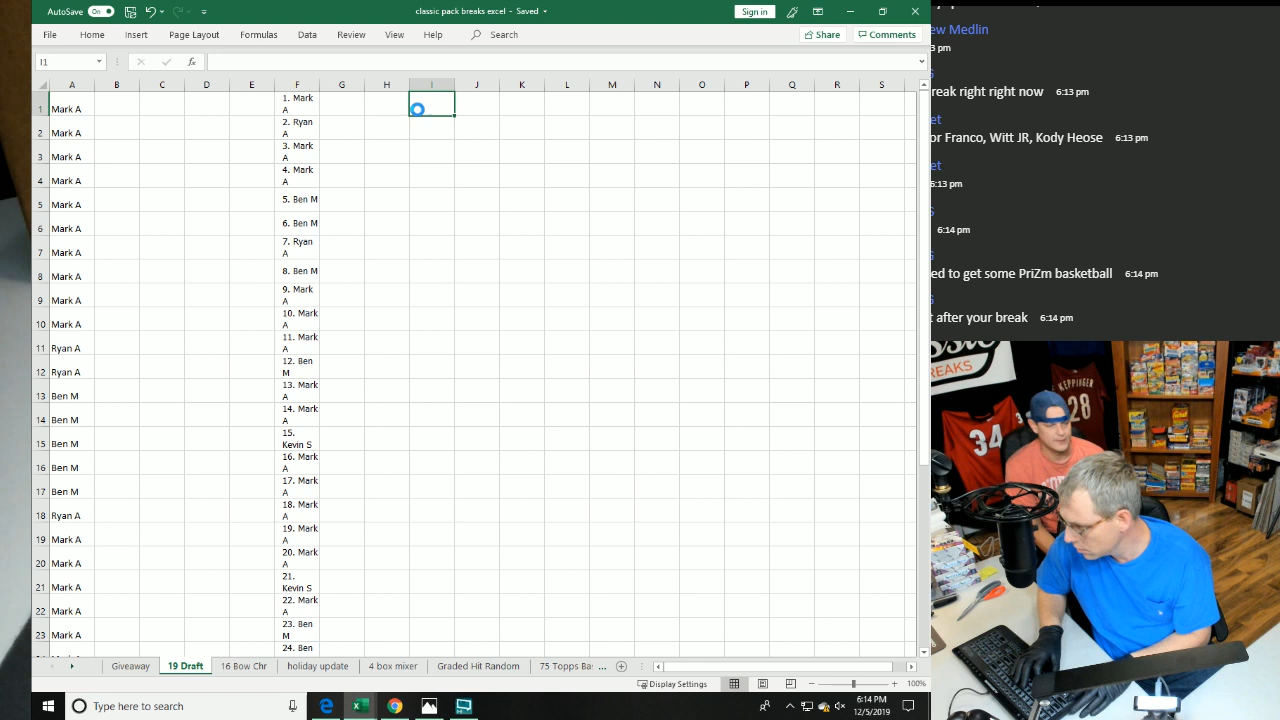 AutoSave On classic pack breaks excel - Saved Sign in
File Home Insert Page Layout Formulas Data Review View Help Search Share Comments
I1 fx
A B C D E F G H I J K L M N O P Q R S
1 Mark A 1. Mark
A
2 Mark A 2. Ryan
A
3 Mark A 3. Mark
A
4 Mark A 4. Mark
A
5 Mark A 5. Ben M
6 Mark A 6. Ben M
7 Mark A 7. Ryan
A
8 Mark A 8. Ben M
9 Mark A 9. Mark
A
10 Mark A 10. Mark
A
11 Ryan A 11. Mark
A
12 Ryan A 12. Ben
M
13 Ben M 13. Mark
A
14 Ben M 14. Mark
A
15 Ben M 15.
Kevin S
16 Ben M 16. Mark
A
17 Ben M 17. Mark
A
18 Ryan A 18. Mark
A
19 Mark A 19. Mark
A
20 Mark A 20. Mark
A
21 Mark A 21.
Kevin S
22 Mark A 22. Mark
A
23 Mark A 23. Ben
M
24. Ben
Giveaway 19 Draft 16 Bow Chr holiday update 4 box mixer Graded Hit Random 75 Topps Ba ...
Display Settings 100%
Type here to search
6:14 PM
12/5/2019
ew Medlin
3 pm
reak right right now 6:13 pm
et
or Franco, Witt JR, Kody Heose 6:13 pm
et
6:13 pm
6:14 pm
ed to get some PriZm basketball 6:14 pm
t after your break 6:14 pm
REAKS
34
KEPPINGER
28